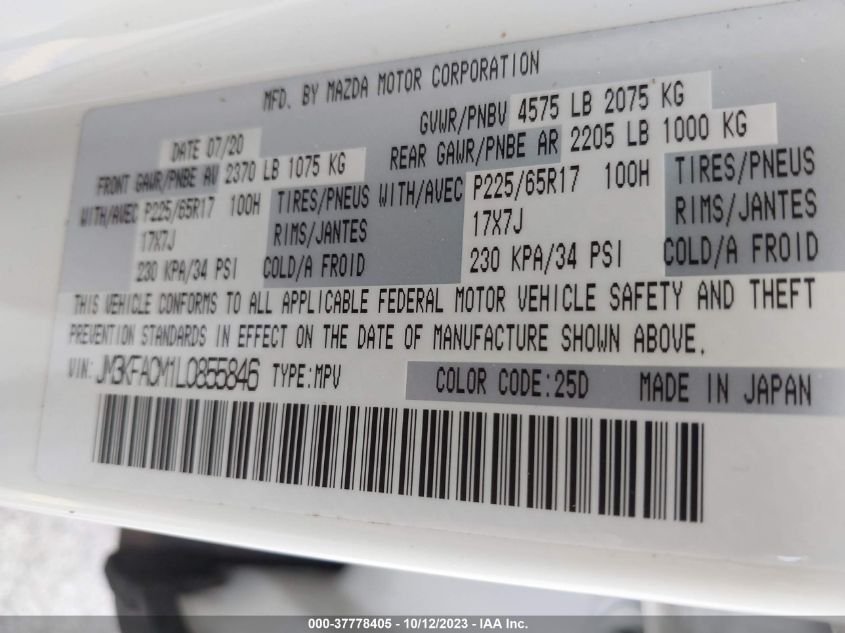 MFD. BY MAZDA MOTOR CORPORATION
DATE 07/20 GVWR/PNBV 4575 LB 2075 KG
FRONT GAWR/PNBE AV 2370 LB 1075 KG REAR GAWR/PNBE AR 2205 LB 1000 KG
WITH/AVEC P225/65R17 100H TIRES/PNEUS WITH/AVEC P225/65R17 100H TIRES/PNEUS
17X7J RIMS/JANTES 17X7J RIMS/JANTES
230 KPA/34 PSI COLD/A FROID 230 KPA/34 PSI COLD/A FROID
THIS VEHICLE CONFORMS TO ALL APPLICABLE FEDERAL MOTOR VEHICLE SAFETY AND THEFT
PREVENTION STANDARDS IN EFFECT ON THE DATE OF MANUFACTURE SHOWN ABOVE.
VIN: JM3KFACM1L0855846 TYPE:MPV COLOR CODE:25D MADE IN JAPAN
000-37778405 - 10/12/2023 - IAA Inc.